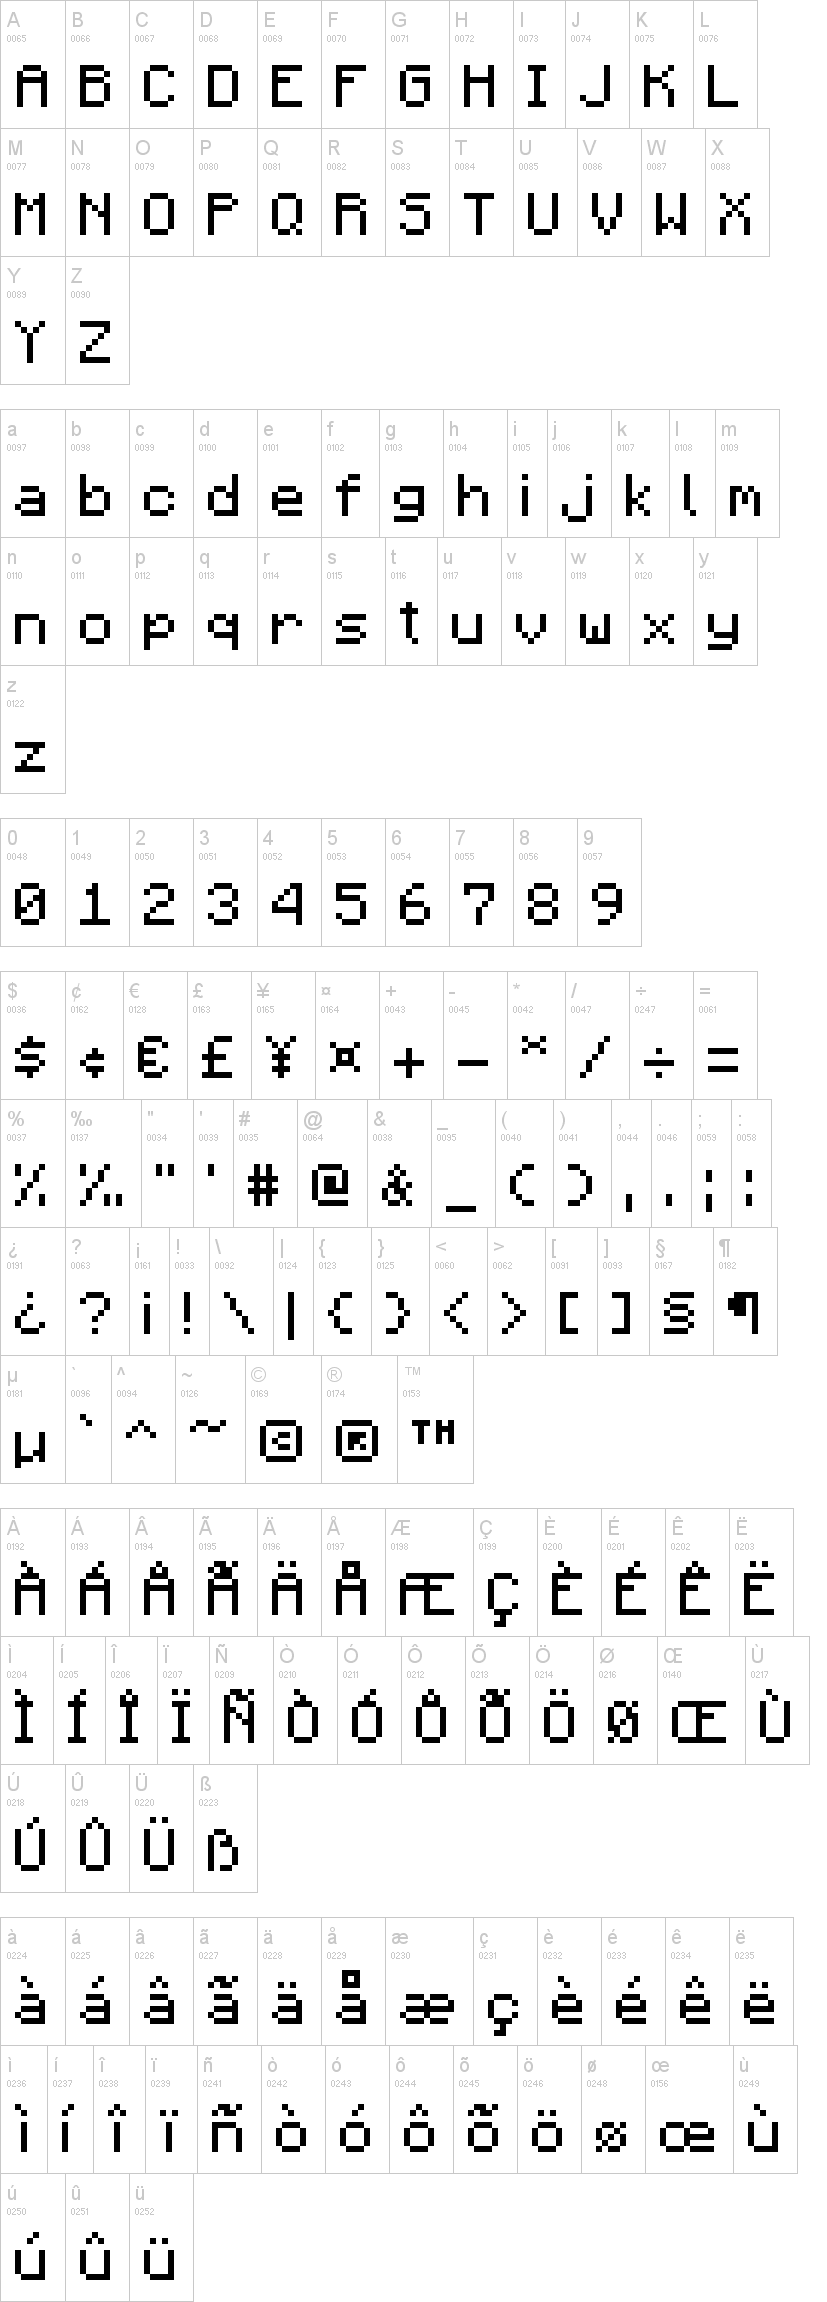 A B C D E F G H I J K L
0065 0066 0067 0068 0069 0070 0071 0072 0073 0074 0075 0076
A B C D E F G H I J K L
M N O P Q R S T U V W X
0077 0078 0079 0080 0081 0082 0083 0084 0085 0086 0087 0088
M N O P Q R S T U V W X
Y Z
0089 0090
Y Z
a b c d e f g h i j k l m
0097 0098 0099 0100 0101 0102 0103 0104 0105 0106 0107 0108 0109
a b c d e f g h i j k l m
n o p q r s t u v w x y
0110 0111 0112 0113 0114 0115 0116 0117 0118 0119 0120 0121
n o p q r s t u v w x y
z
0122
z
0 1 2 3 4 5 6 7 8 9
0048 0049 0050 0051 0052 0053 0054 0055 0056 0057
0 1 2 3 4 5 6 7 8 9
$ ¢ € £ ¥ ¤ + - * / ÷ =
0036 0162 0128 0163 0165 0164 0043 0045 0042 0047 0247 0061
$ ¢ € £ ¥ ¤ + - * / ÷ =
% ‰ " ' # @ & _ ( ) , . ; :
0037 0137 0034 0039 0035 0064 0038 0095 0040 0041 0044 0046 0059 0058
% ‰ " ' # @ & _ ( ) , . ; :
¿ ? ¡ ! \ | { } < > [ ] § ¶
0191 0063 0161 0033 0092 0124 0123 0125 0060 0062 0091 0093 0167 0182
¿ ? ¡ ! \ | { } < > [ ] § ¶
µ ` ^ ~ © ® ™
0181 0096 0094 0126 0169 0174 0153
µ ` ^ ~ © ® ™
À Á Â Ã Ä Å Æ Ç È É Ê Ë
0192 0193 0194 0195 0196 0197 0198 0199 0200 0201 0202 0203
À Á Â Ã Ä Å Æ Ç È É Ê Ë
Ì Í Î Ï Ñ Ò Ó Ô Õ Ö Ø Œ Ù
0204 0205 0206 0207 0209 0210 0211 0212 0213 0214 0216 0140 0217
Ì Í Î Ï Ñ Ò Ó Ô Õ Ö Ø Œ Ù
Ú Û Ü ß
0218 0219 0220 0223
Ú Û Ü ß
à á â ã ä å æ ç è é ê ë
0224 0225 0226 0227 0228 0229 0230 0231 0232 0233 0234 0235
à á â ã ä å æ ç è é ê ë
ì í î ï ñ ò ó ô õ ö ø œ ù
0236 0237 0238 0239 0241 0242 0243 0244 0245 0246 0248 0156 0249
ì í î ï ñ ò ó ô õ ö ø œ ù
ú û ü
0250 0251 0252
ú û ü